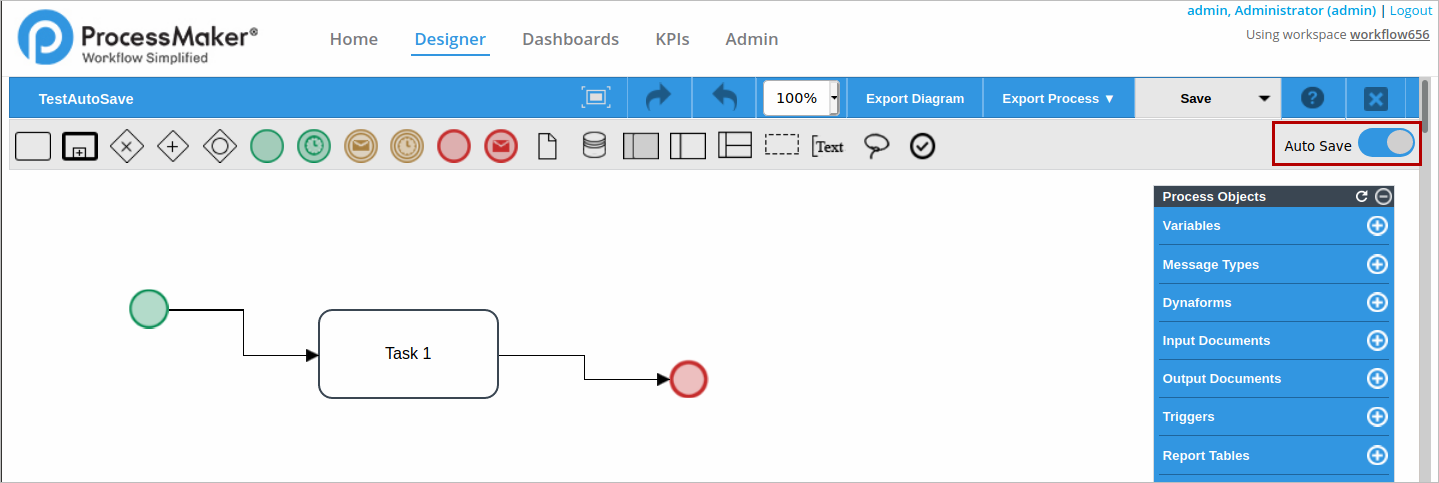 admin, Administrator (admin) | Logout
Using workspace workflow656
ProcessMaker®
Workflow Simplified
Home Designer Dashboards KPIs Admin
TestAutoSave 100% Export Diagram Export Process ▼ Save ?
[Text Auto Save
Process Objects
Variables
Message Types
Dynaforms
Input Documents
Output Documents
Triggers
Report Tables
Task 1